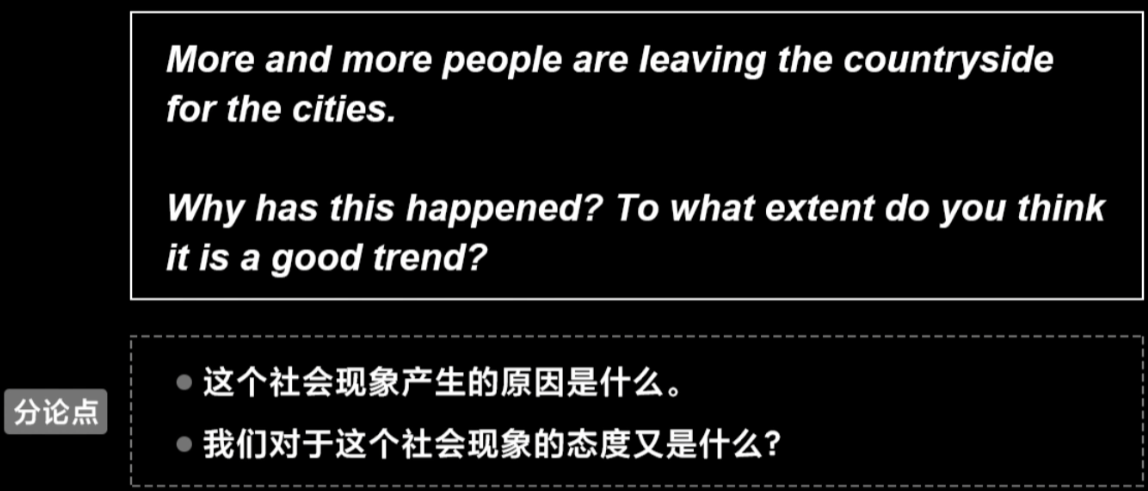 More and more people are leaving the countryside
for the cities.
Why has this happened? To what extent do you think
it is a good trend?
这个社会现象产生的原因是什么。
分论点
我们对于这个社会现象的态度又是什么？